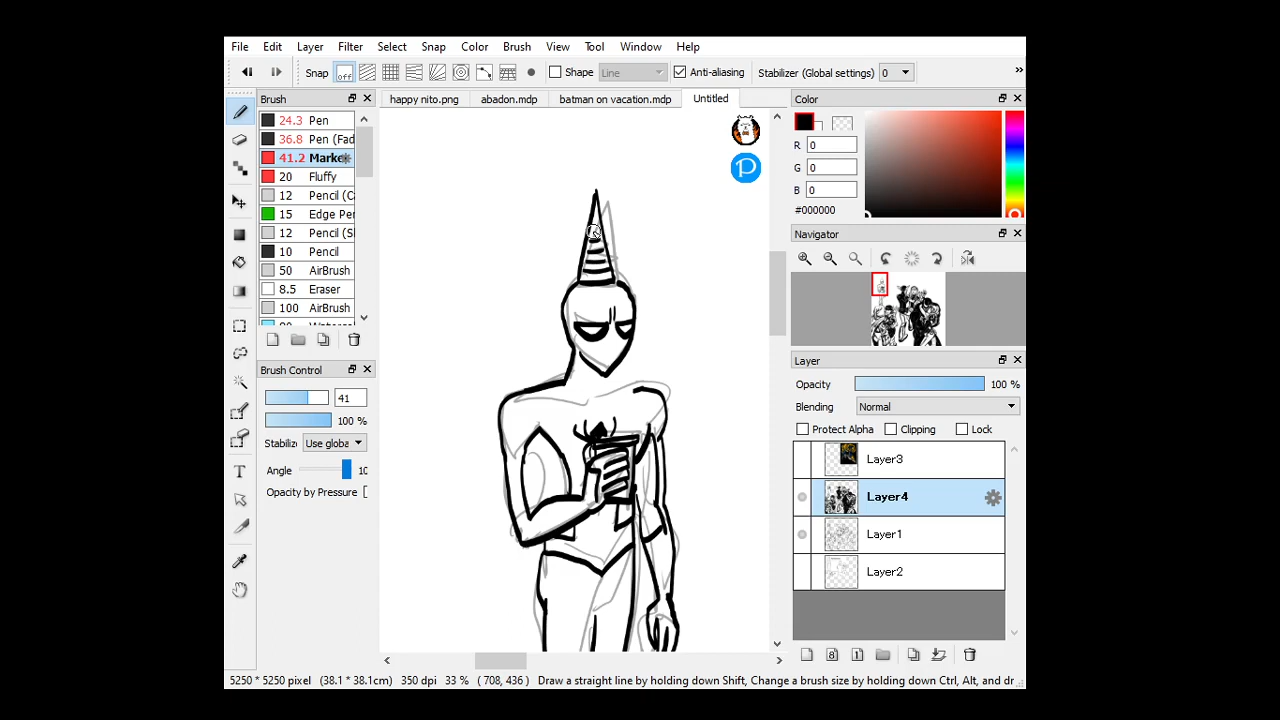 File Edit Layer Filter Select Snap Color Brush View Tool Window Help
Snap off Shape Line Anti-aliasing Stabilizer (Global settings) 0 »
Brush
happy nito.png abadon.mdp batman on vacation.mdp Untitled
Color
24.3 Pen
36.8 Pen (Fad
41.2 Marke
20 Fluffy
12 Pencil (C
15 Edge Pen
12 Pencil (S
10 Pencil
50 AirBrush
8.5 Eraser
100 AirBrush
R 0
G 0
B 0
#000000
P
Navigator
Brush Control
41
100 %
Stabiliz Use globa
Angle
Opacity by Pressure
T
Layer
Opacity 100 %
Blending Normal
Protect Alpha Clipping Lock
Layer3
Layer4
Layer1
Layer2
8 1
5250 * 5250 pixel (38.1 * 38.1cm) 350 dpi 33 % ( 708, 436 ) Draw a straight line by holding down Shift, Change a brush size by holding down Ctrl, Alt, and dr